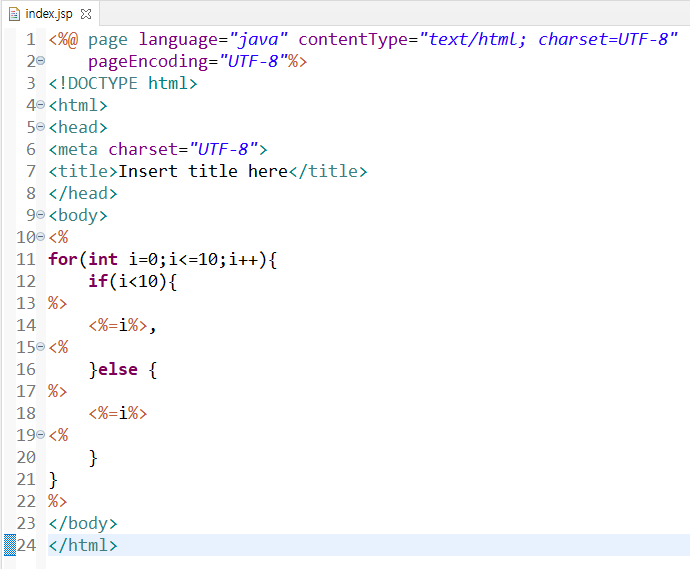 index.jsp
1 <%@ page language="java" contentType="text/html; charset=UTF-8"
2     pageEncoding="UTF-8"%>
3 <!DOCTYPE html>
4 <html>
5 <head>
6 <meta charset="UTF-8">
7 <title>Insert title here</title>
8 </head>
9 <body>
10 <%
11 for(int i=0;i<=10;i++){
12     if(i<10){
13 %>
14     <%=i%>,
15 <%
16     }else {
17 %>
18     <%=i%>
19 <%
20     }
21 }
22 %>
23 </body>
24 </html>